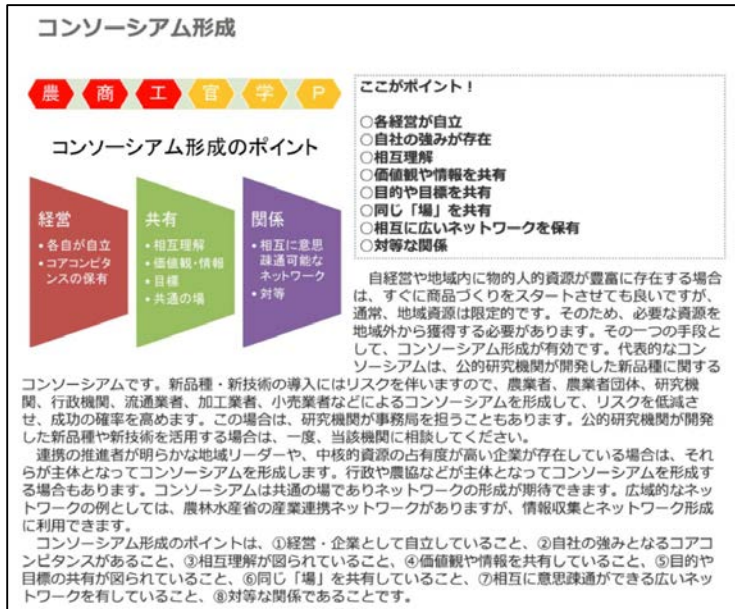 コンソーシアム形成
農 商 工 官 学 P
コンソーシアム形成のポイント
経営
• 各自が自立
• コアコンピタ
ンスの保有
共有
• 相互理解
• 価値観・情報
• 目標
• 共通の場
関係
• 相互に意思
疎通可能な
ネットワーク
• 対等
ここがポイント！
○各経営が自立
○自社の強みが存在
○相互理解
○価値観や情報を共有
○目的や目標を共有
○同じ「場」を共有
○相互に広いネットワークを保有
○対等な関係
自経営や地域内に物的人的資源が豊富に存在する場合
は、すぐに商品づくりをスタートさせても良いですが、
通常、地域資源は限定的です。そのため、必要な資源を
地域外から獲得する必要があります。その一つの手段と
して、コンソーシアム形成が有効です。代表的なコン
ソーシアムは、公的研究機関が開発した新品種に関する
コンソーシアムです。新品種・新技術の導入にはリスクを伴いますので、農業者、農業者団体、研究機
関、行政機関、流通業者、加工業者、小売業者などによるコンソーシアムを形成して、リスクを低減さ
せ、成功の確率を高めます。この場合は、研究機関が事務局を担うこともあります。公的研究機関が開発
した新品種や新技術を活用する場合は、一度、当該機関に相談してください。
連携の推進者が明らかな地域リーダーや、中核的資源の占有度が高い企業が存在している場合は、それ
らが主体となってコンソーシアムを形成します。行政や農協などが主体となってコンソーシアムを形成す
る場合もあります。コンソーシアムは共通の場でありネットワークの形成が期待できます。広域的なネッ
トワークの例としては、農林水産省の産業連携ネットワークがありますが、情報収集とネットワーク形成
に利用できます。
コンソーシアム形成のポイントは、①経営・企業として自立していること、②自社の強みとなるコアコ
ンピタンスがあること、③相互理解が図られていること、④価値観や情報を共有していること、⑤目的や
目標の共有が図られていること、⑥同じ「場」を共有していること、⑦相互に意思疎通ができる広いネッ
トワークを有していること、⑧対等な関係であることです。